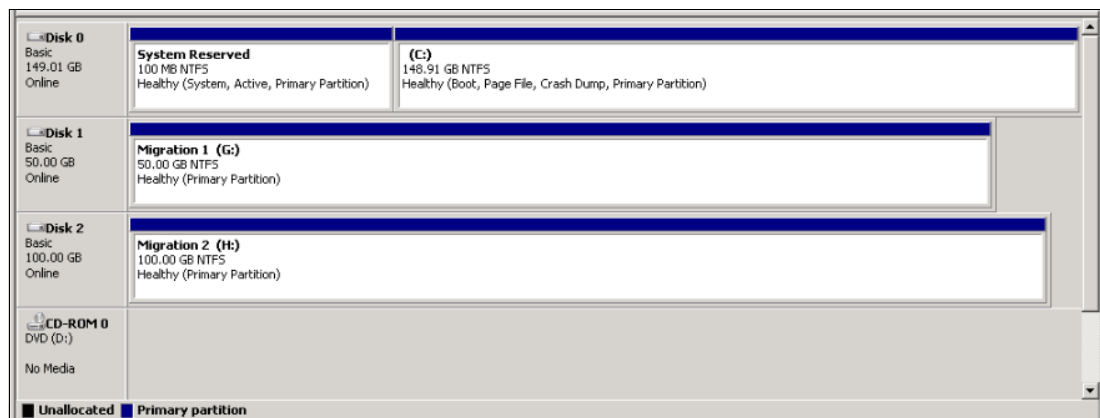 Disk 0
Basic
149.01 GB
Online
System Reserved
100 MB NTFS
Healthy (System, Active, Primary Partition)
(C:)
148.91 GB NTFS
Healthy (Boot, Page File, Crash Dump, Primary Partition)
Disk 1
Basic
50.00 GB
Online
Migration 1 (G:)
50.00 GB NTFS
Healthy (Primary Partition)
Disk 2
Basic
100.00 GB
Online
Migration 2 (H:)
100.00 GB NTFS
Healthy (Primary Partition)
CD-ROM 0
DVD (D:)
No Media
Unallocated Primary partition